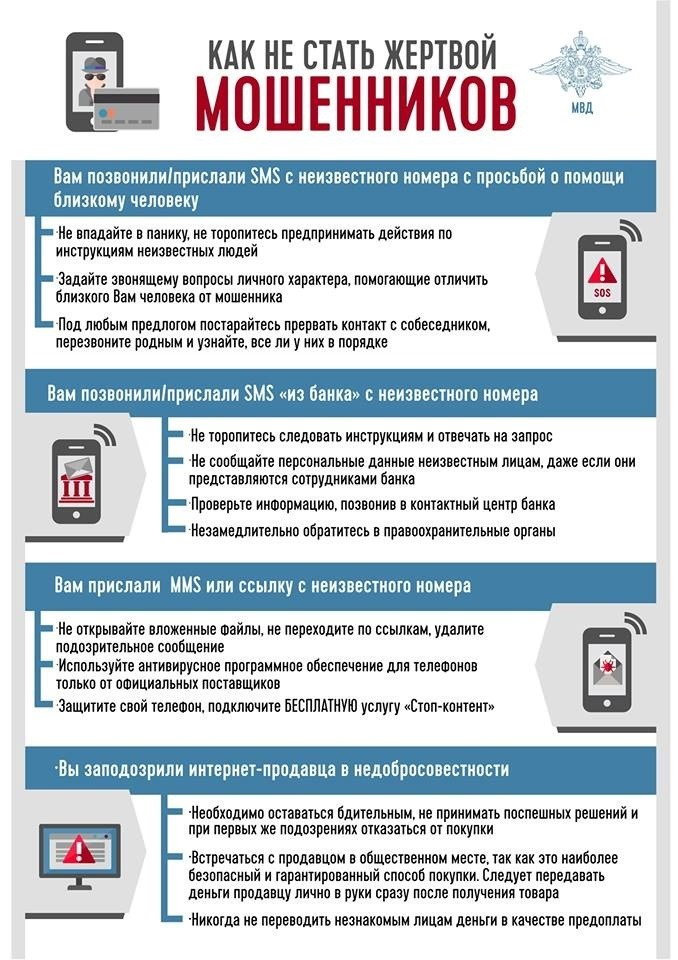 КАК НЕ СТАТЬ ЖЕРТВОЙ
МОШЕННИКОВ
МВД
Вам позвонили/прислали SMS с неизвестного номера с просьбой о помощи
близкому человеку
·Не впадайте в панику, не торопитесь предпринимать действия по
инструкциям неизвестных людей
·Задайте звонящему вопросы личного характера, помогающие отличить
близкого Вам человека от мошенника
·Под любым предлогом постарайтесь прервать контакт с собеседником,
перезвоните родным и узнайте, все ли у них в порядке
SOS
Вам позвонили/прислали SMS «из банка» с неизвестного номера
·Не торопитесь следовать инструкциям и отвечать на запрос
·Не сообщайте персональные данные неизвестным лицам, даже если они
представляются сотрудниками банка
·Проверьте информацию, позвонив в контактный центр банка
·Незамедлительно обратитесь в правоохранительные органы
Вам прислали MMS или ссылку с неизвестного номера
·Не открывайте вложенные файлы, не переходите по ссылкам, удалите
подозрительное сообщение
·Используйте антивирусное программное обеспечение для телефонов
только от официальных поставщиков
·Защитите свой телефон, подключите БЕСПЛАТНУЮ услугу «Стоп-контент»
·Вы заподозрили интернет-продавца в недобросовестности
·Необходимо оставаться бдительным, не принимать поспешных решений и
при первых же подозрениях отказаться от покупки
·Встречаться с продавцом в общественном месте, так как это наиболее
безопасный и гарантированный способ покупки. Следует передавать
деньги продавцу лично в руки сразу после получения товара
·Никогда не переводить незнакомым лицам деньги в качестве предоплаты